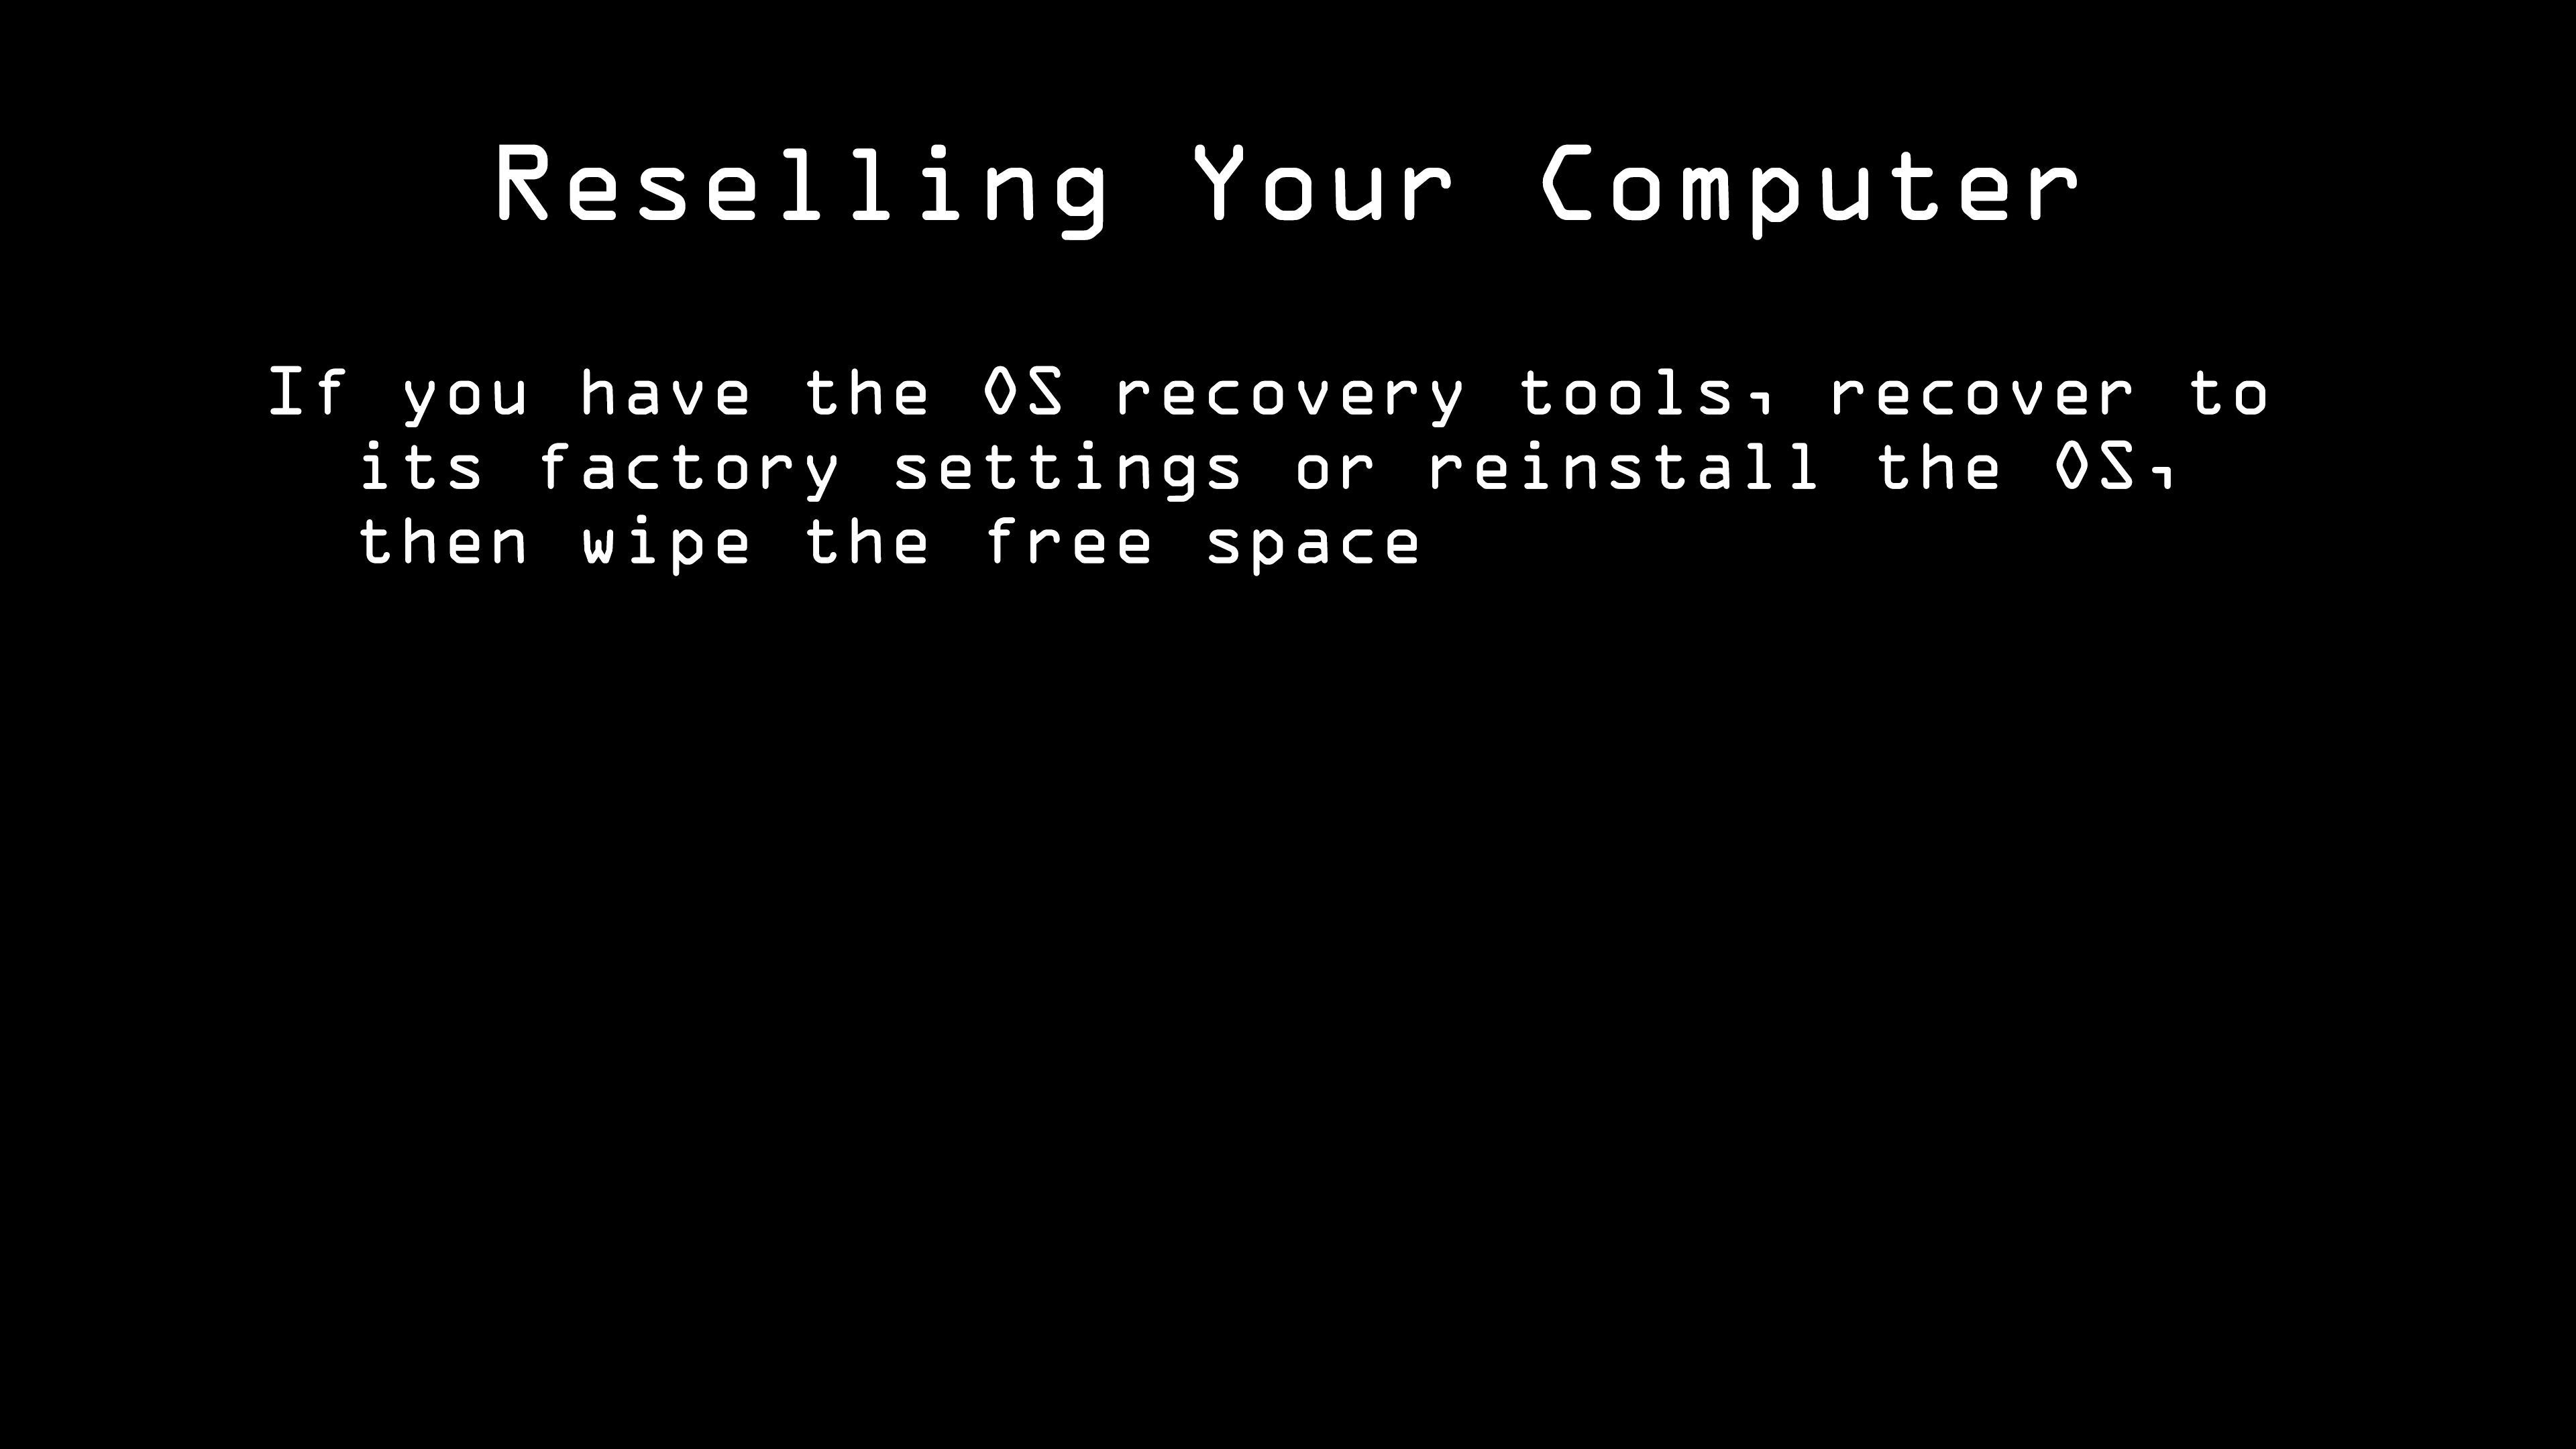 Reselling Your Computer
If you have the OS recovery tools, recover to
its factory settings or reinstall the OS,
then wipe the free space